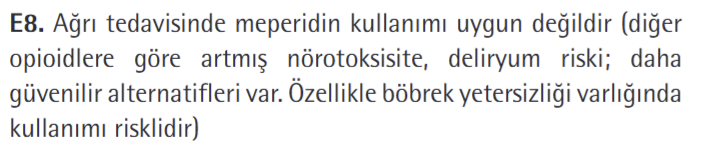 E8. Ağrı tedavisinde meperidin kullanımı uygun değildir (diğer
opioidlere göre artmış nörotoksisite, deliryum riski; daha
güvenilir alternatifleri var. Özellikle böbrek yetersizliği varlığında
kullanımı risklidir)